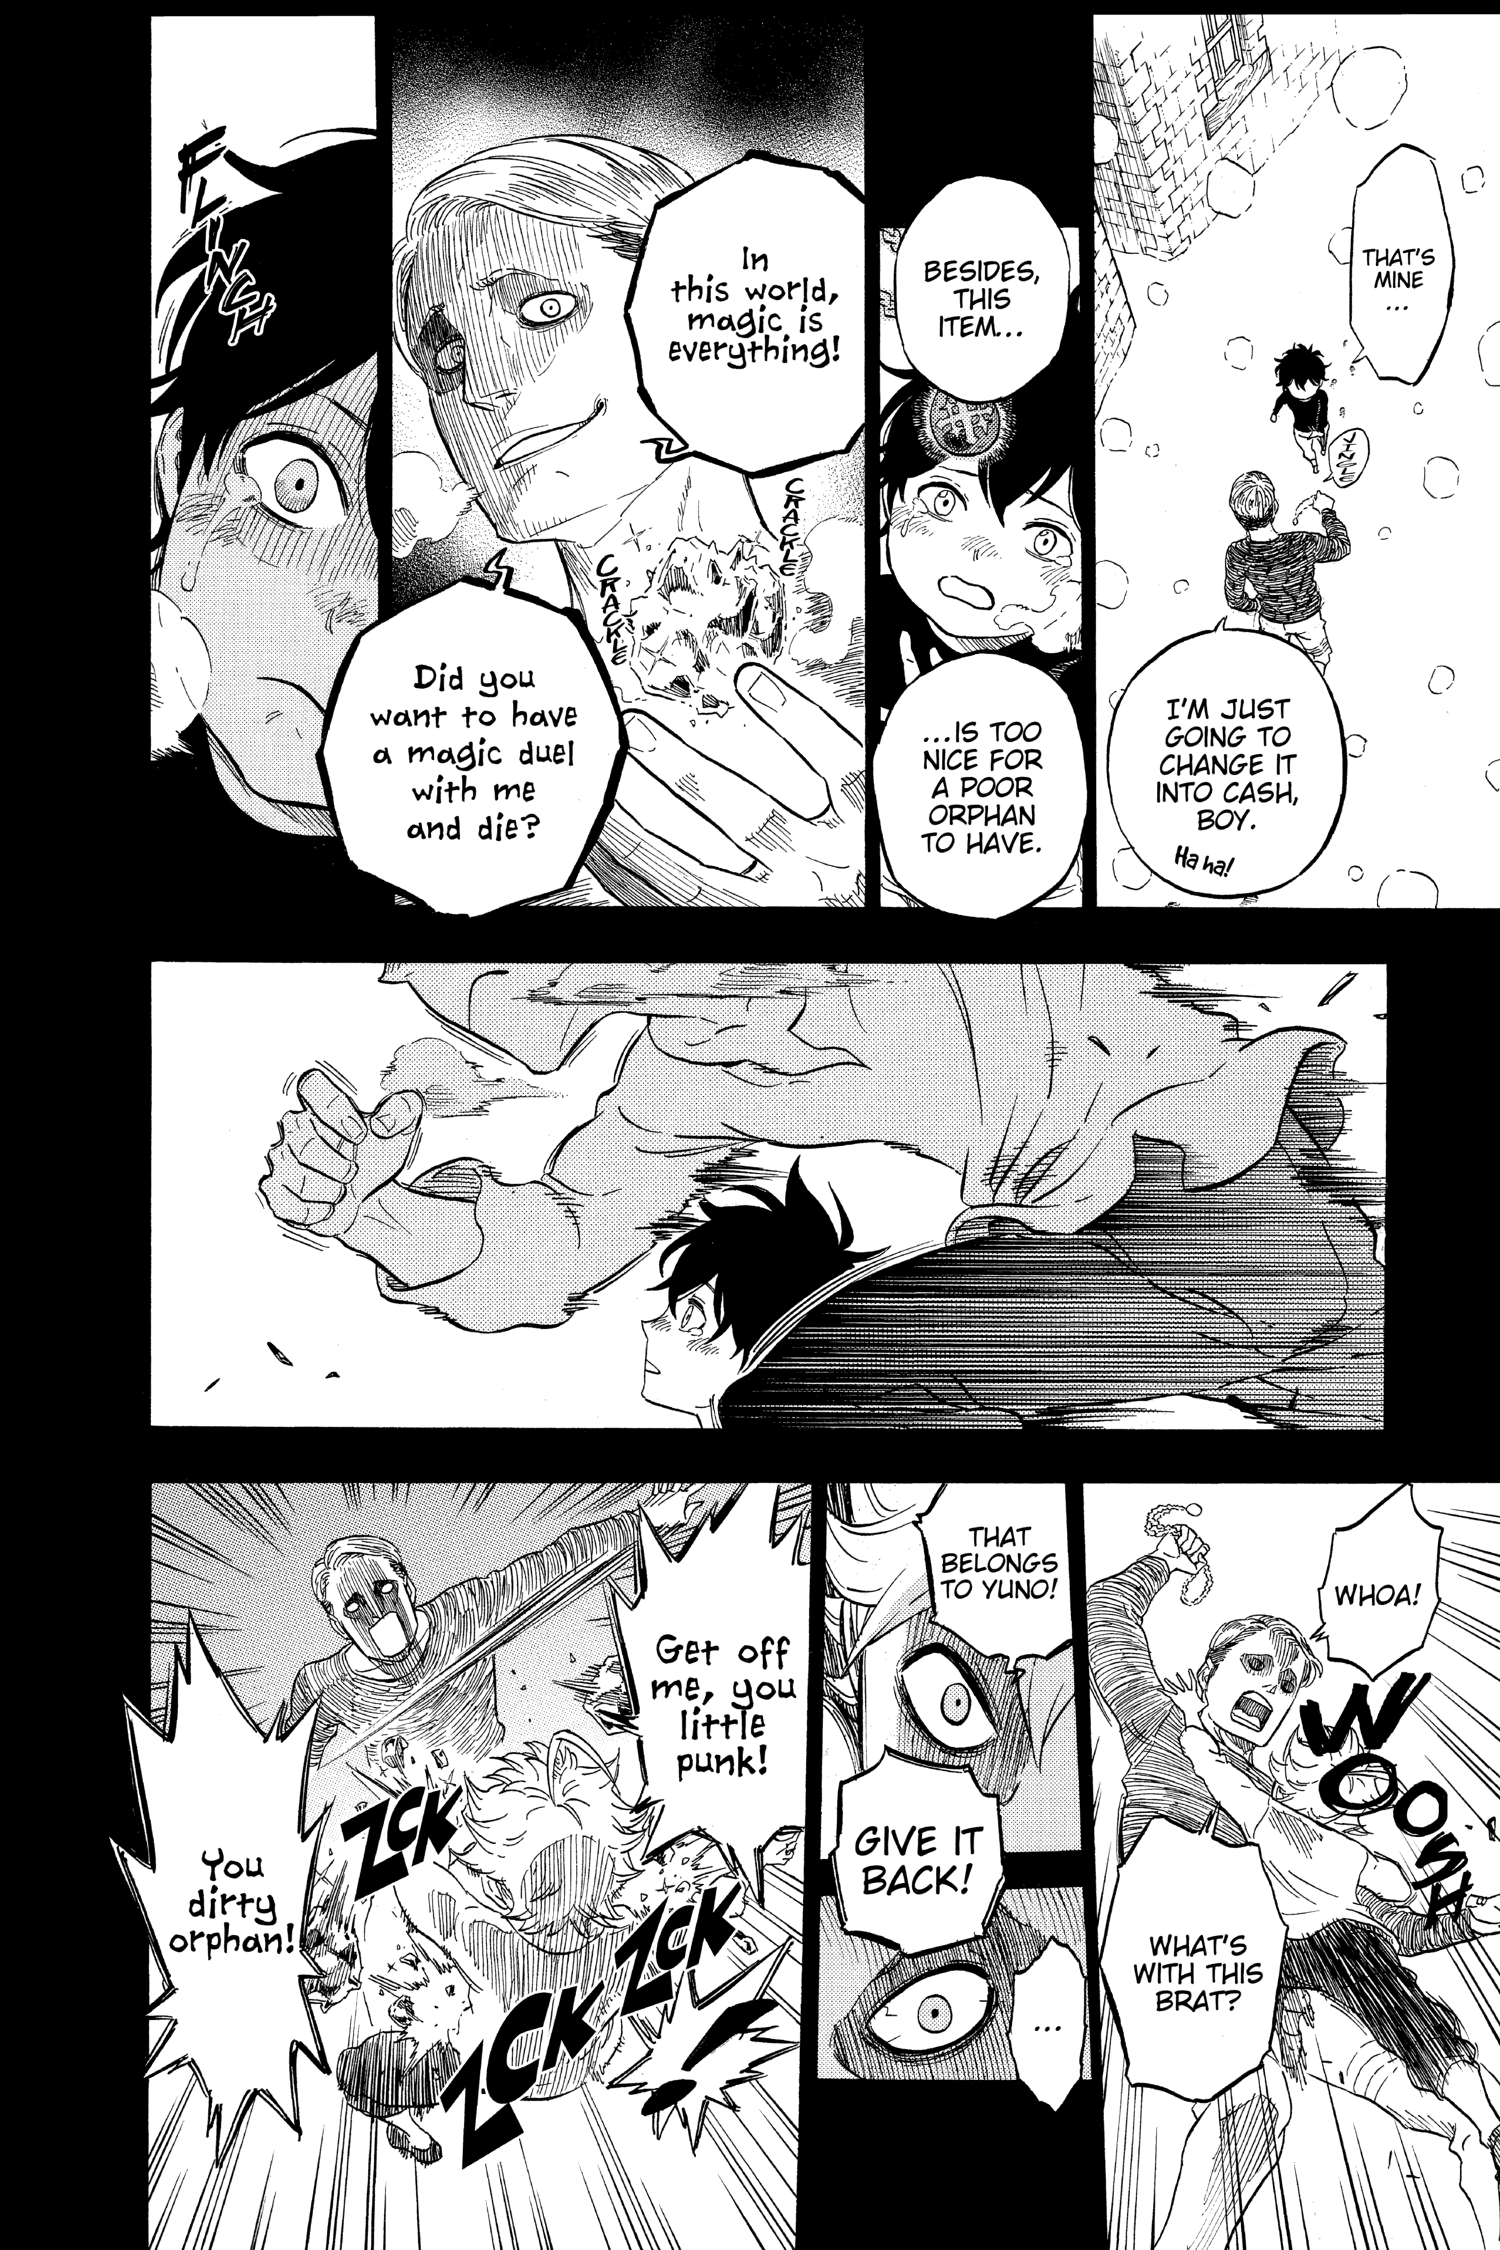 THAT'S
MINE
...
YINK
I'M JUST
GOING TO
CHANGE IT
INTO CASH,
BOY.
Ha ha!
BESIDES,
THIS
ITEM...
...IS TOO
NICE FOR
A POOR
ORPHAN
TO HAVE.
In
this world,
magic is
everything!
CRACKLE
CRACKLE
Did you
want to have
a magic duel
with me
and die?
FLINCH
WHOA!
WOOSH
WHAT'S
WITH THIS
BRAT?
THAT
BELONGS
TO YUNO!
GIVE IT
BACK!
...
Get off
me, you
little
punk!
ZCK
ZCK
ZCK
!
You
dirty
orphan!